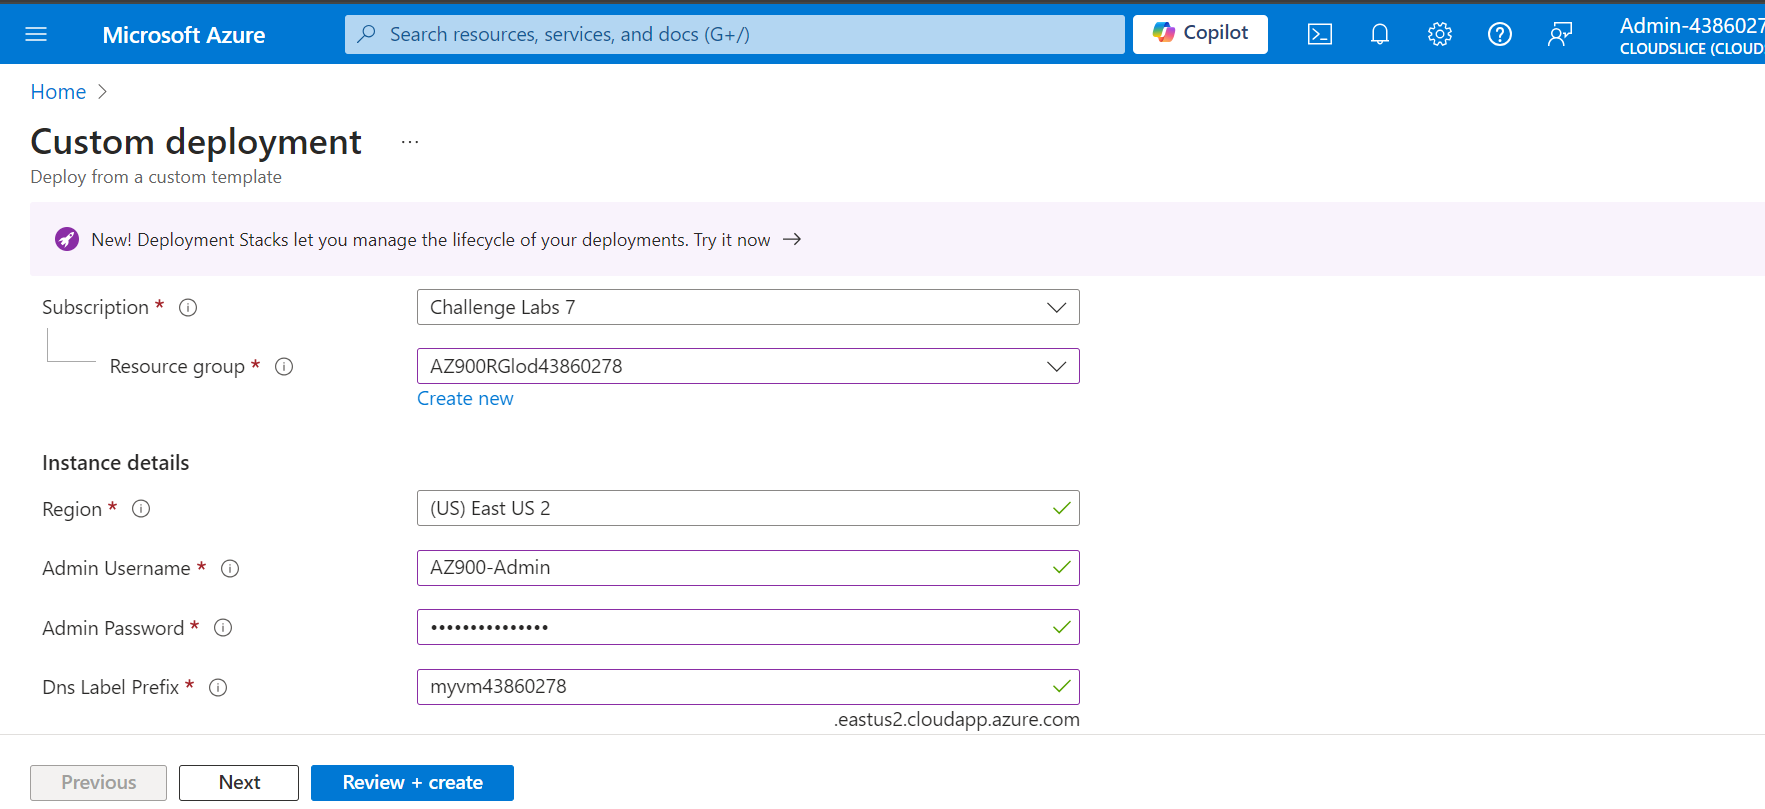 Microsoft Azure
Search resources, services, and docs (G+/)
Copilot
Admin-4386027
CLOUDSLICE (CLOUD
Home
Custom deployment
...
Deploy from a custom template
New! Deployment Stacks let you manage the lifecycle of your deployments. Try it now →
Subscription * Challenge Labs 7
Resource group * AZ900RGlod43860278
Create new
Instance details
Region * (US) East US 2
Admin Username * AZ900-Admin
Admin Password * •••••••••••••••
Dns Label Prefix * myvm43860278
.eastus2.cloudapp.azure.com
Previous Next Review + create